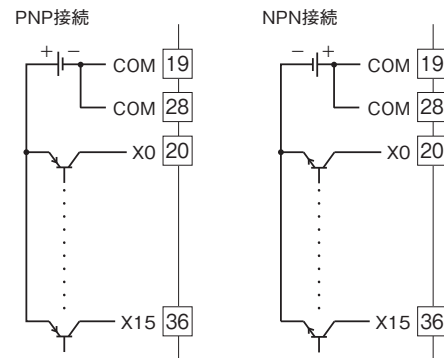 PNP接続
+ −
COM 19
COM 28
X0 20
X15 36
NPN接続
− +
COM 19
COM 28
X0 20
X15 36